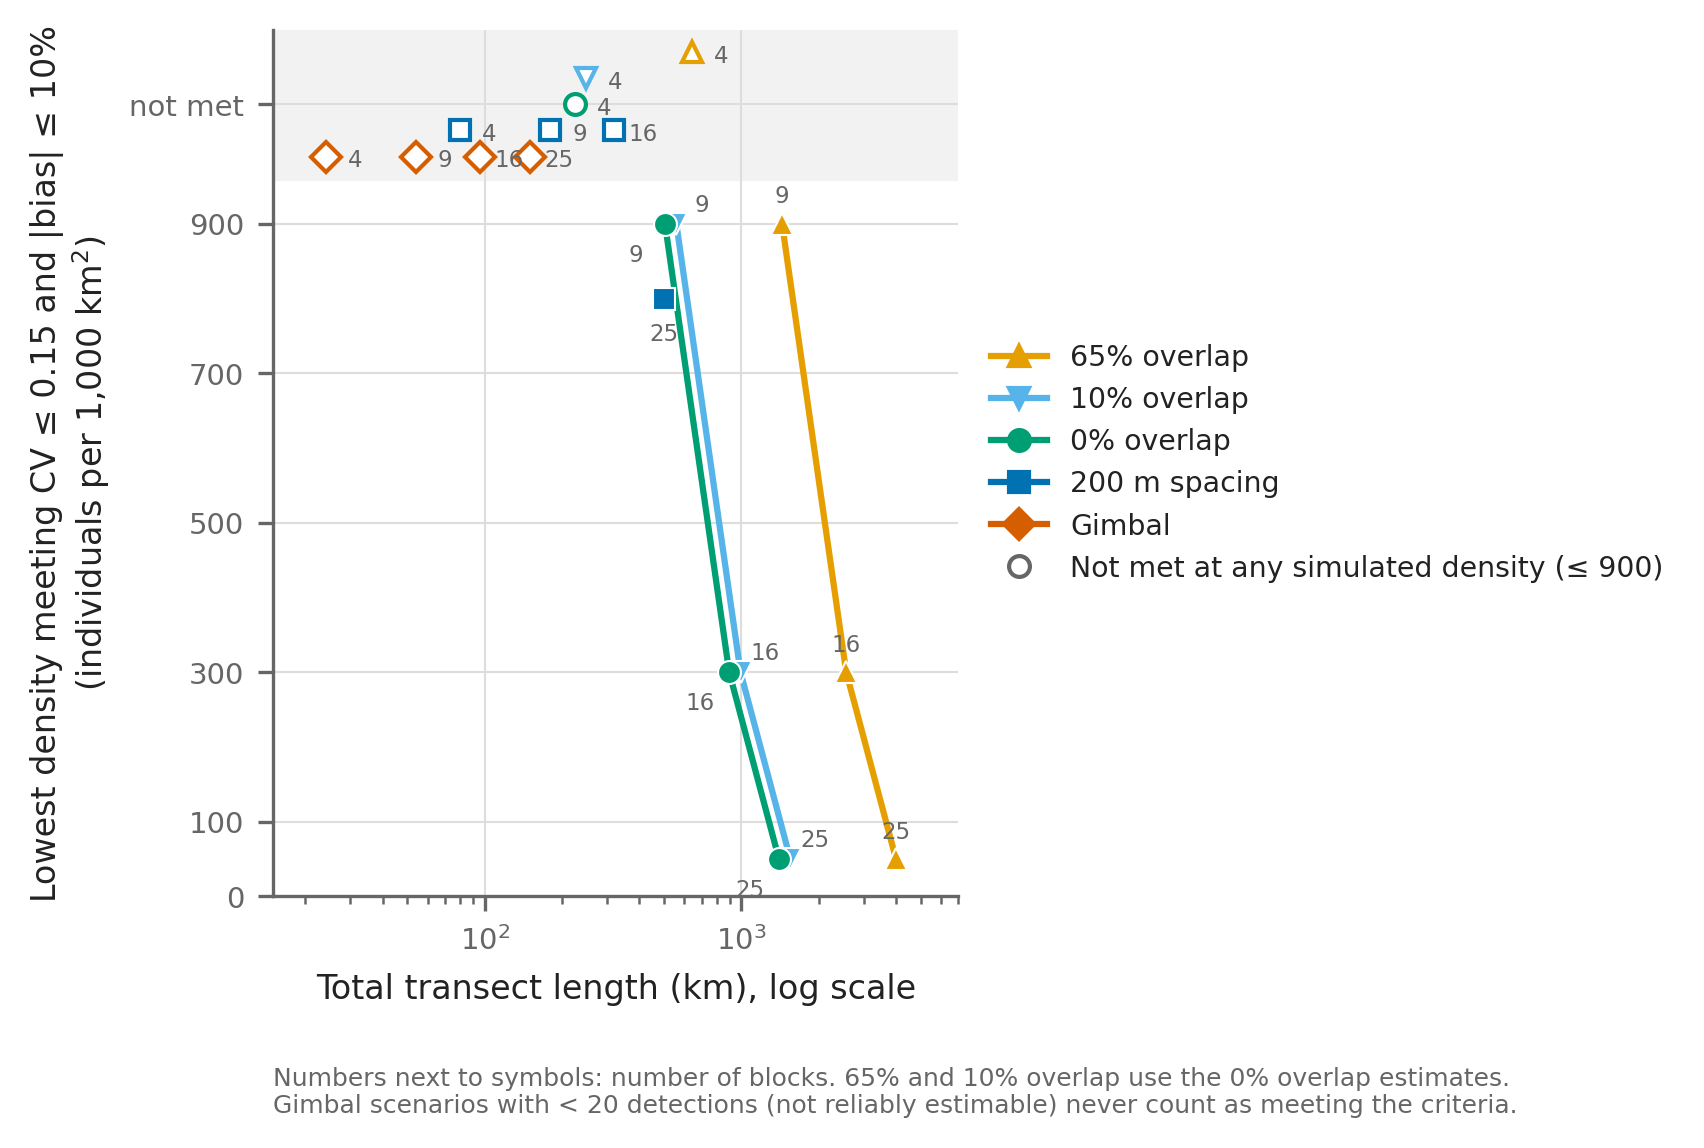 Lowest density meeting CV ≤ 0.15 and |bias| ≤ 10%
(individuals per 1,000 km²)
not met
900
700
500
300
100
0
4
4
4
4
9
16
4
9
16
25
9
9
9
25
16
16
16
25
25
25
10²
10³
Total transect length (km), log scale
65% overlap
10% overlap
0% overlap
200 m spacing
Gimbal
Not met at any simulated density (≤ 900)
Numbers next to symbols: number of blocks. 65% and 10% overlap use the 0% overlap estimates.
Gimbal scenarios with < 20 detections (not reliably estimable) never count as meeting the criteria.